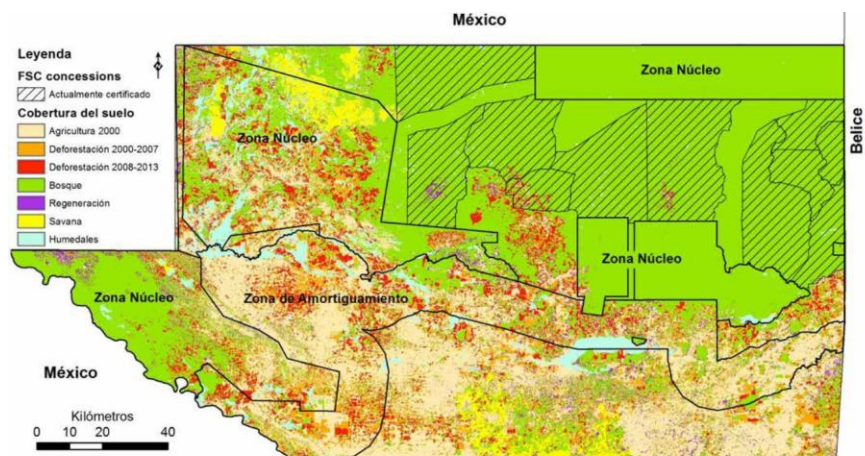 México
Leyenda
FSC concessions
Actualmente certificado
Cobertura del suelo
Agricultura 2000
Deforestación 2000-2007
Deforestación 2008-2013
Bosque
Regeneración
Savana
Humedales
Zona Núcleo
Zona Núcleo
Belice
Zona Núcleo
Zona Núcleo
Zona de Amortiguamiento
México
Kilómetros
0 10 20 40